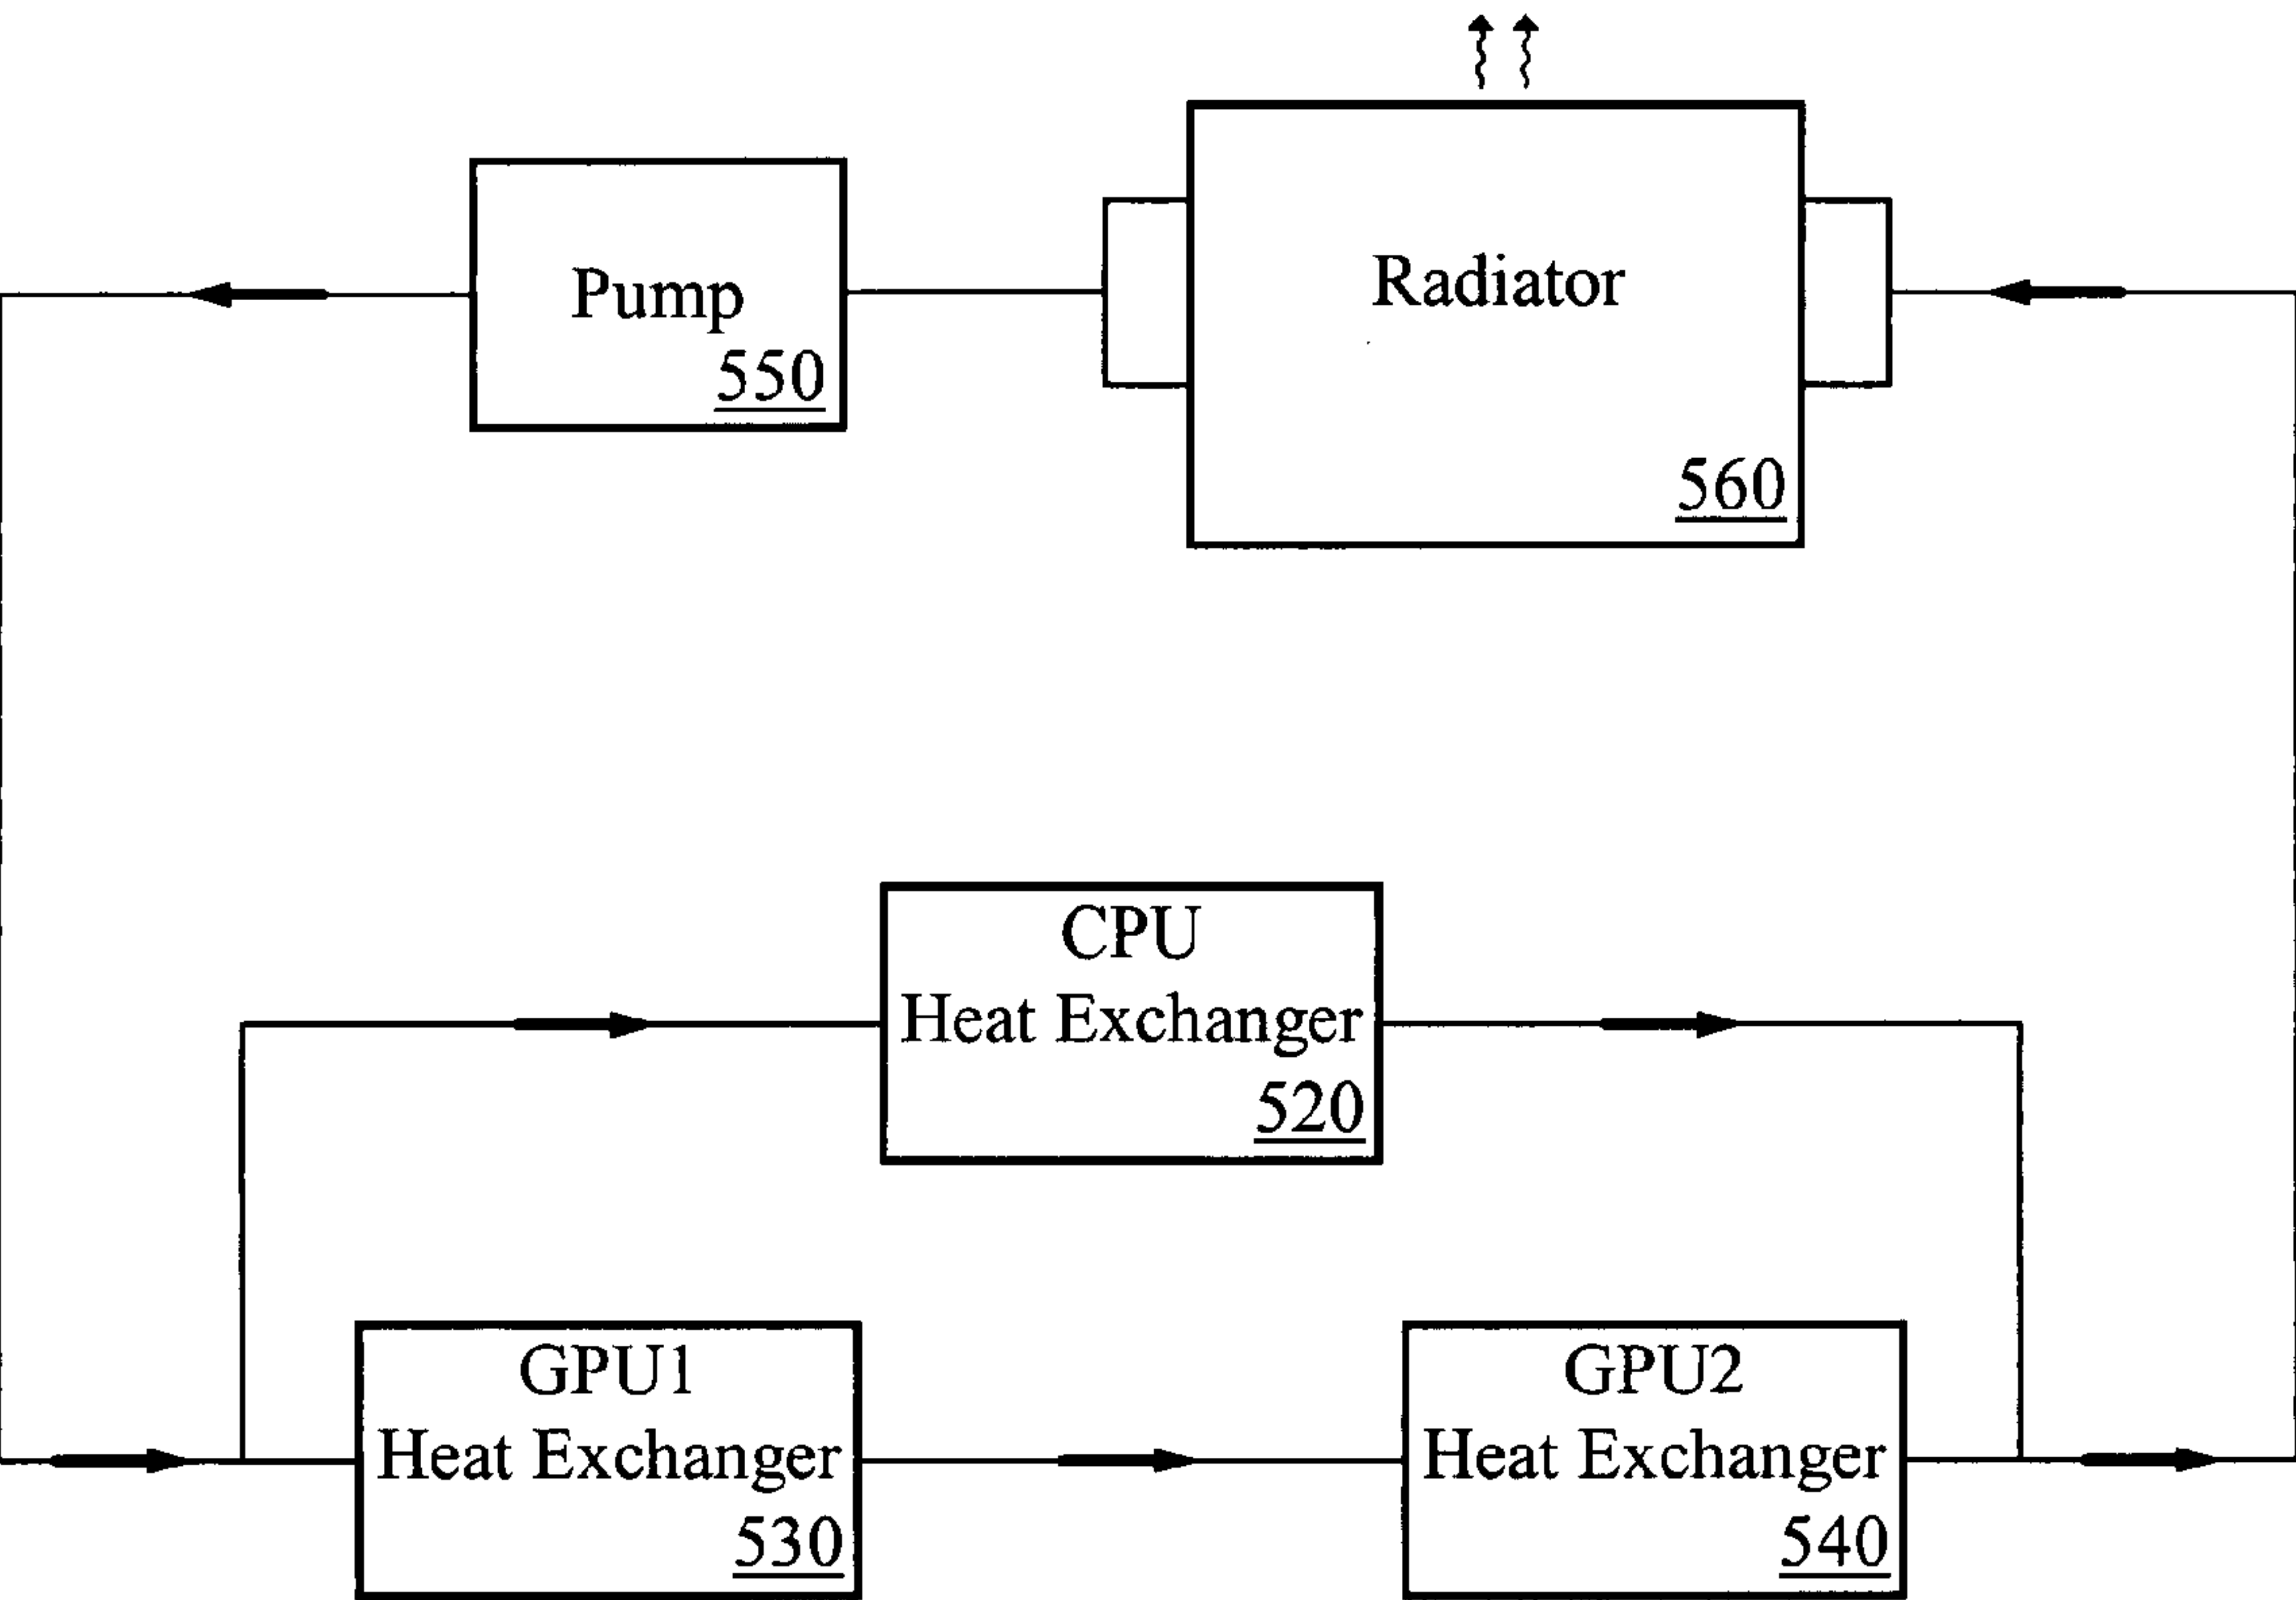 Pump
550
Radiator
560
CPU
Heat Exchanger
520
GPU1
Heat Exchanger
530
GPU2
Heat Exchanger
540